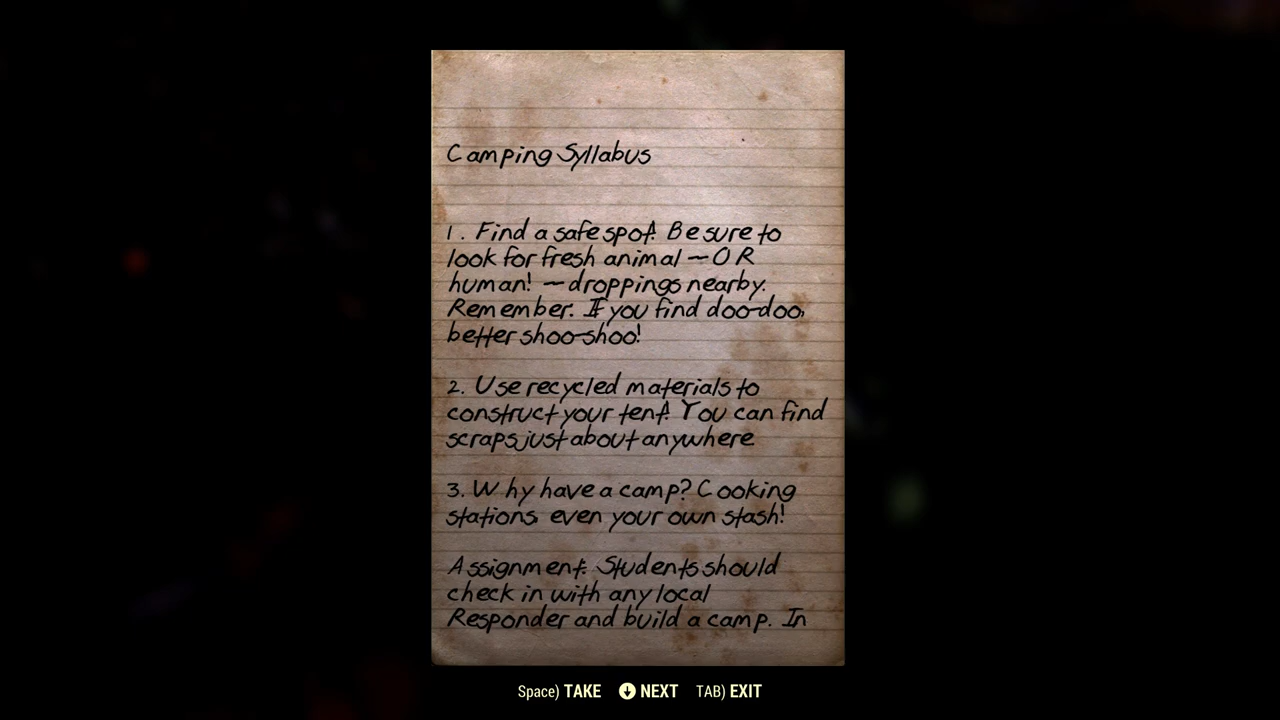 Camping Syllabus
1. Find a safe spot. Be sure to
look for fresh animal – OR
human! – droppings nearby.
Remember: If you find doo-doo,
better shoo-shoo!
2. Use recycled materials to
construct your tent. You can find
scraps just about anywhere.
3. Why have a camp? Cooking
stations, even your own stash!
Assignment: Students should
check in with any local
Responder and build a camp. In
Space) TAKE NEXT TAB) EXIT